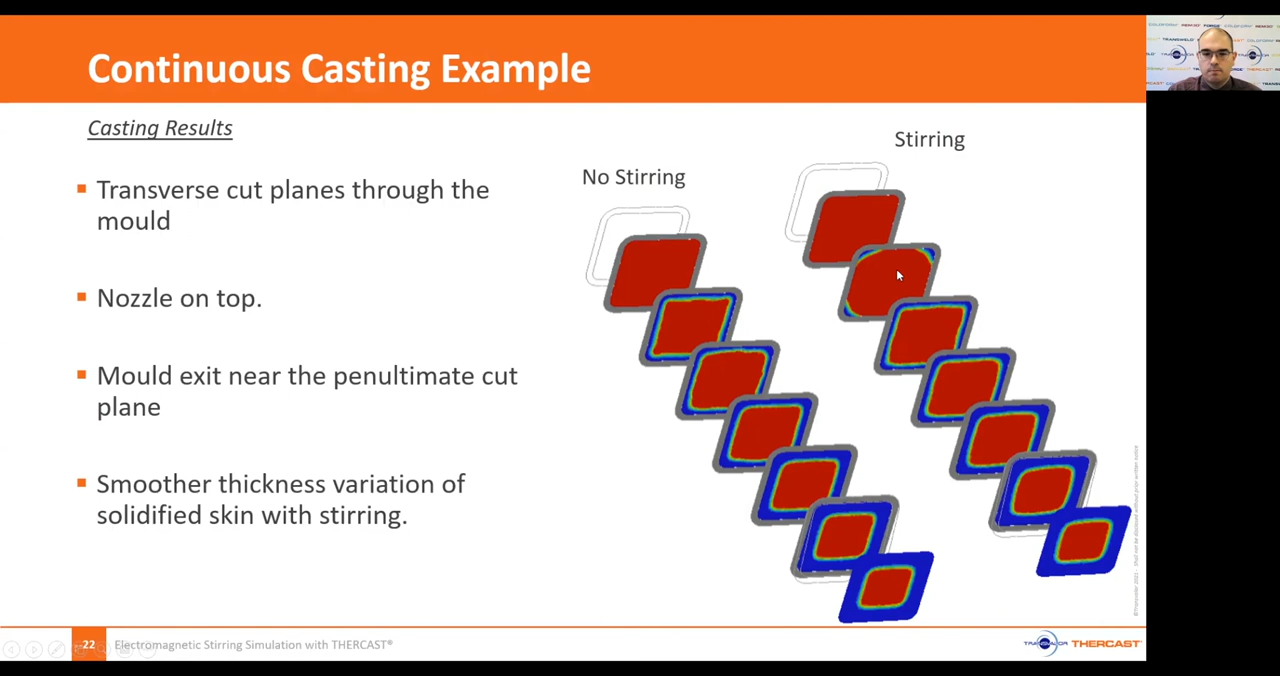 Continuous Casting Example
Casting Results
Transverse cut planes through the
mould
Nozzle on top.
Mould exit near the penultimate cut
plane
Smoother thickness variation of
solidified skin with stirring.
No Stirring
Stirring
22
Electromagnetic Stirring Simulation with THERCAST®
TRANSVALOR THERCAST